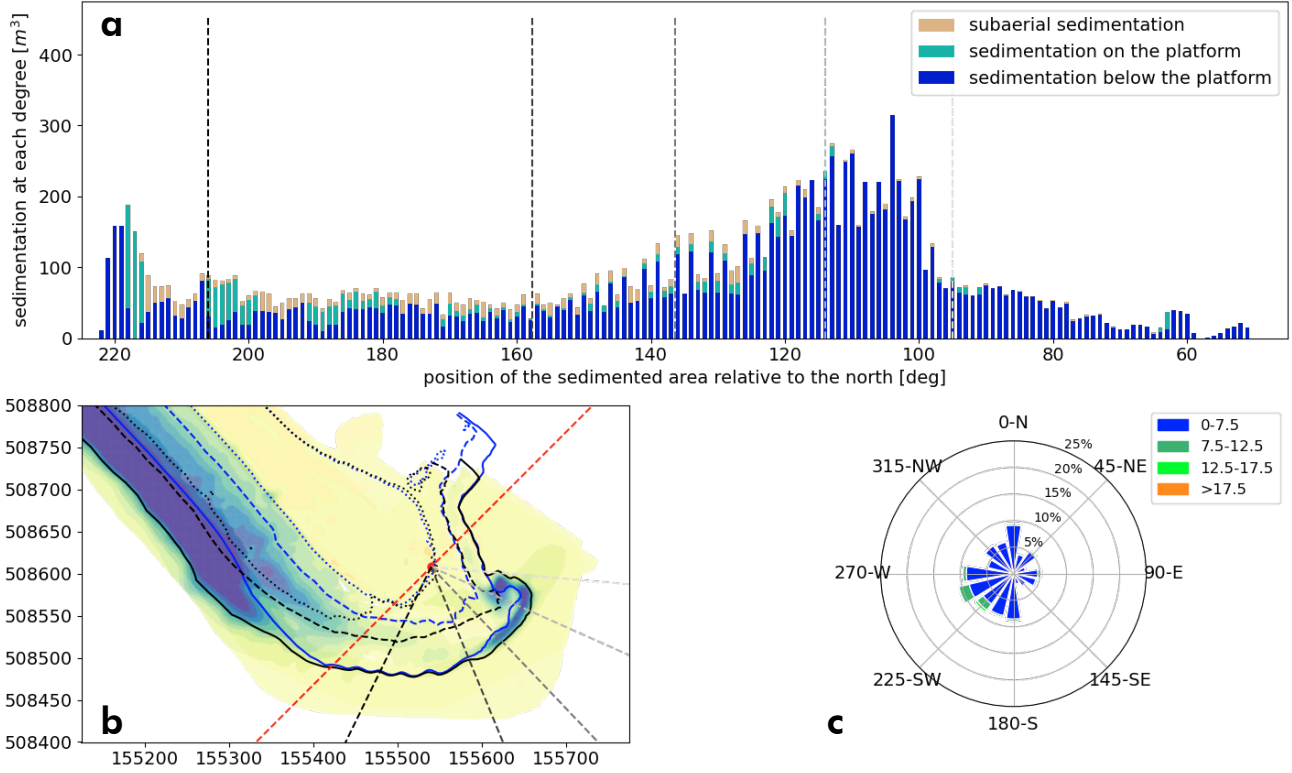 a
sedimentation at each degree [m³]
400
300
200
100
0
subaerial sedimentation
sedimentation on the platform
sedimentation below the platform
220 200 180 160 140 120 100 80 60
position of the sedimented area relative to the north [deg]
508800
508750
508700
508650
508600
508550
508500
508450
508400
b
155200 155300 155400 155500 155600 155700
0-N
25%
20%
15%
10%
5%
315-NW
45-NE
270-W
90-E
225-SW
145-SE
180-S
0-7.5
7.5-12.5
12.5-17.5
>17.5
c